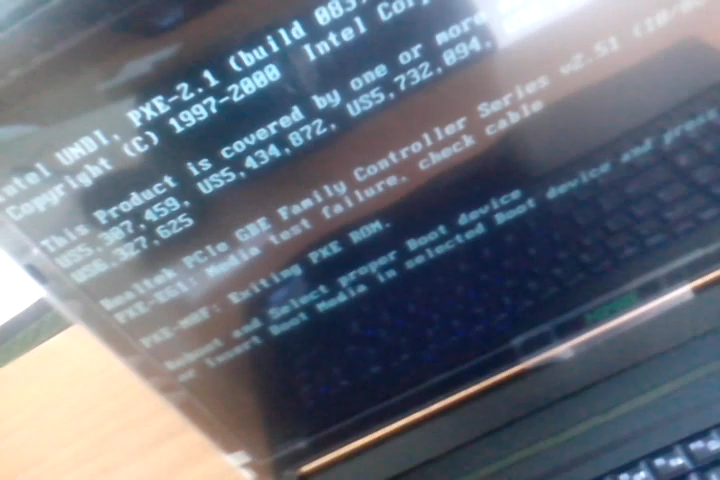 Intel UNDI, PXE-2.1 (build 083
Copyright (C) 1997-2000 Intel Cor
This Product is covered by one or more
US5,307,459, US5,434,872, US5,732,094,
US6,327,625
Realtek PCIe GBE Family Controller Series v2.51
PXE-E61: Media test failure, check cable
PXE-M0F: Exiting PXE ROM.
Reboot and Select proper Boot device
or Insert Boot Media in selected Boot device and press